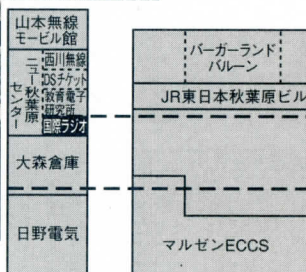 山本無線
モービル館
ニュー秋葉原
センター
西川無線
DSチケット
教育電子
研究所
国際ラジオ
大森倉庫
日野電気
バーガーランド
バルーン
JR東日本秋葉原ビル
マルゼンECCS